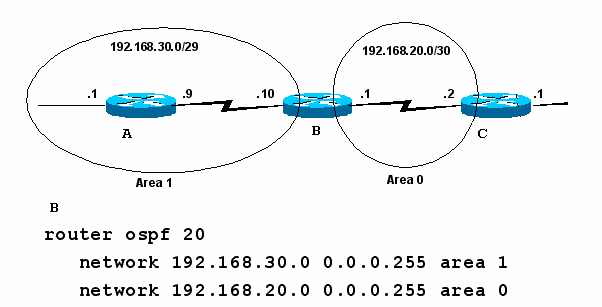 192.168.30.0/29
192.168.20.0/30
.1 .9 .10 .1 .2 .1
A B C
Area 1 Area 0
B
router ospf 20
network 192.168.30.0 0.0.0.255 area 1
network 192.168.20.0 0.0.0.255 area 0